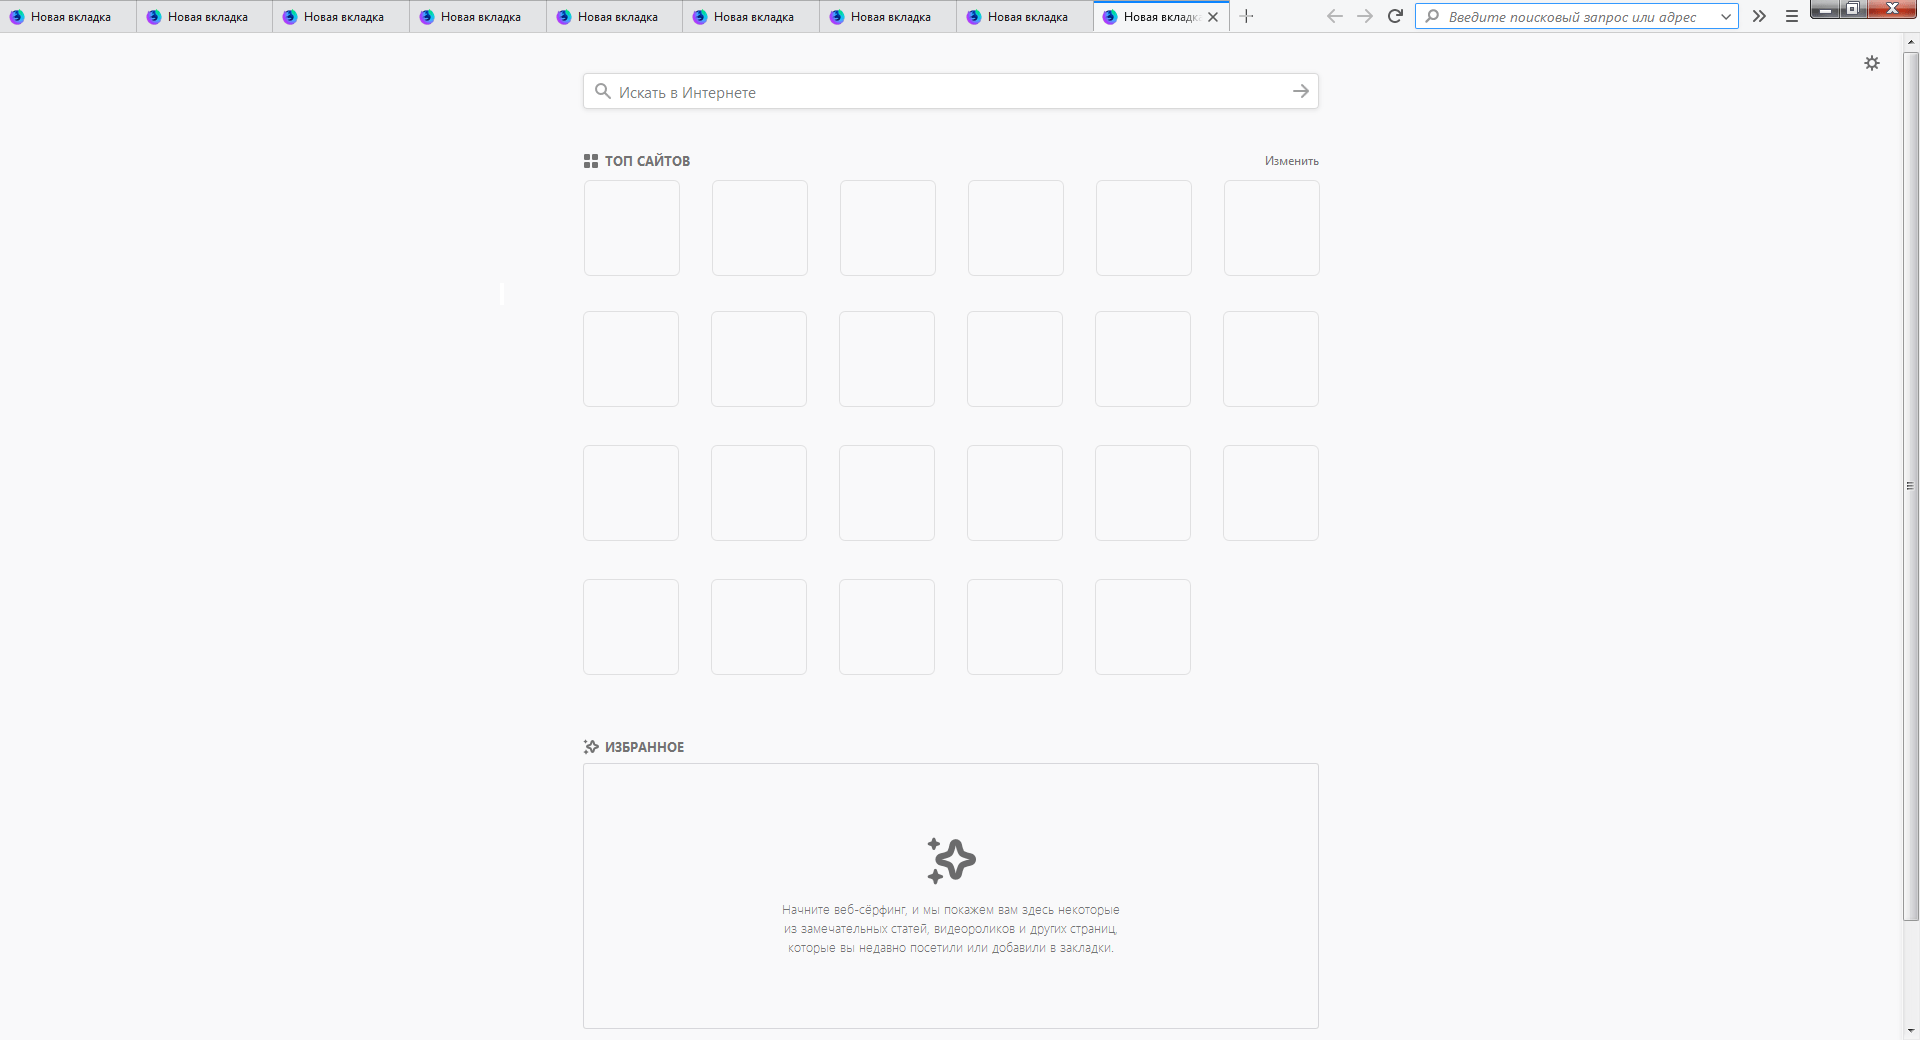 Новая вкладка
Новая вкладка
Новая вкладка
Новая вкладка
Новая вкладка
Новая вкладка
Новая вкладка
Новая вкладка
Новая вкладка
Введите поисковый запрос или адрес
Искать в Интернете
ТОП САЙТОВ
Изменить
ИЗБРАННОЕ
Начните веб-сёрфинг, и мы покажем вам здесь некоторые
из замечательных статей, видеороликов и других страниц,
которые вы недавно посетили или добавили в закладки.